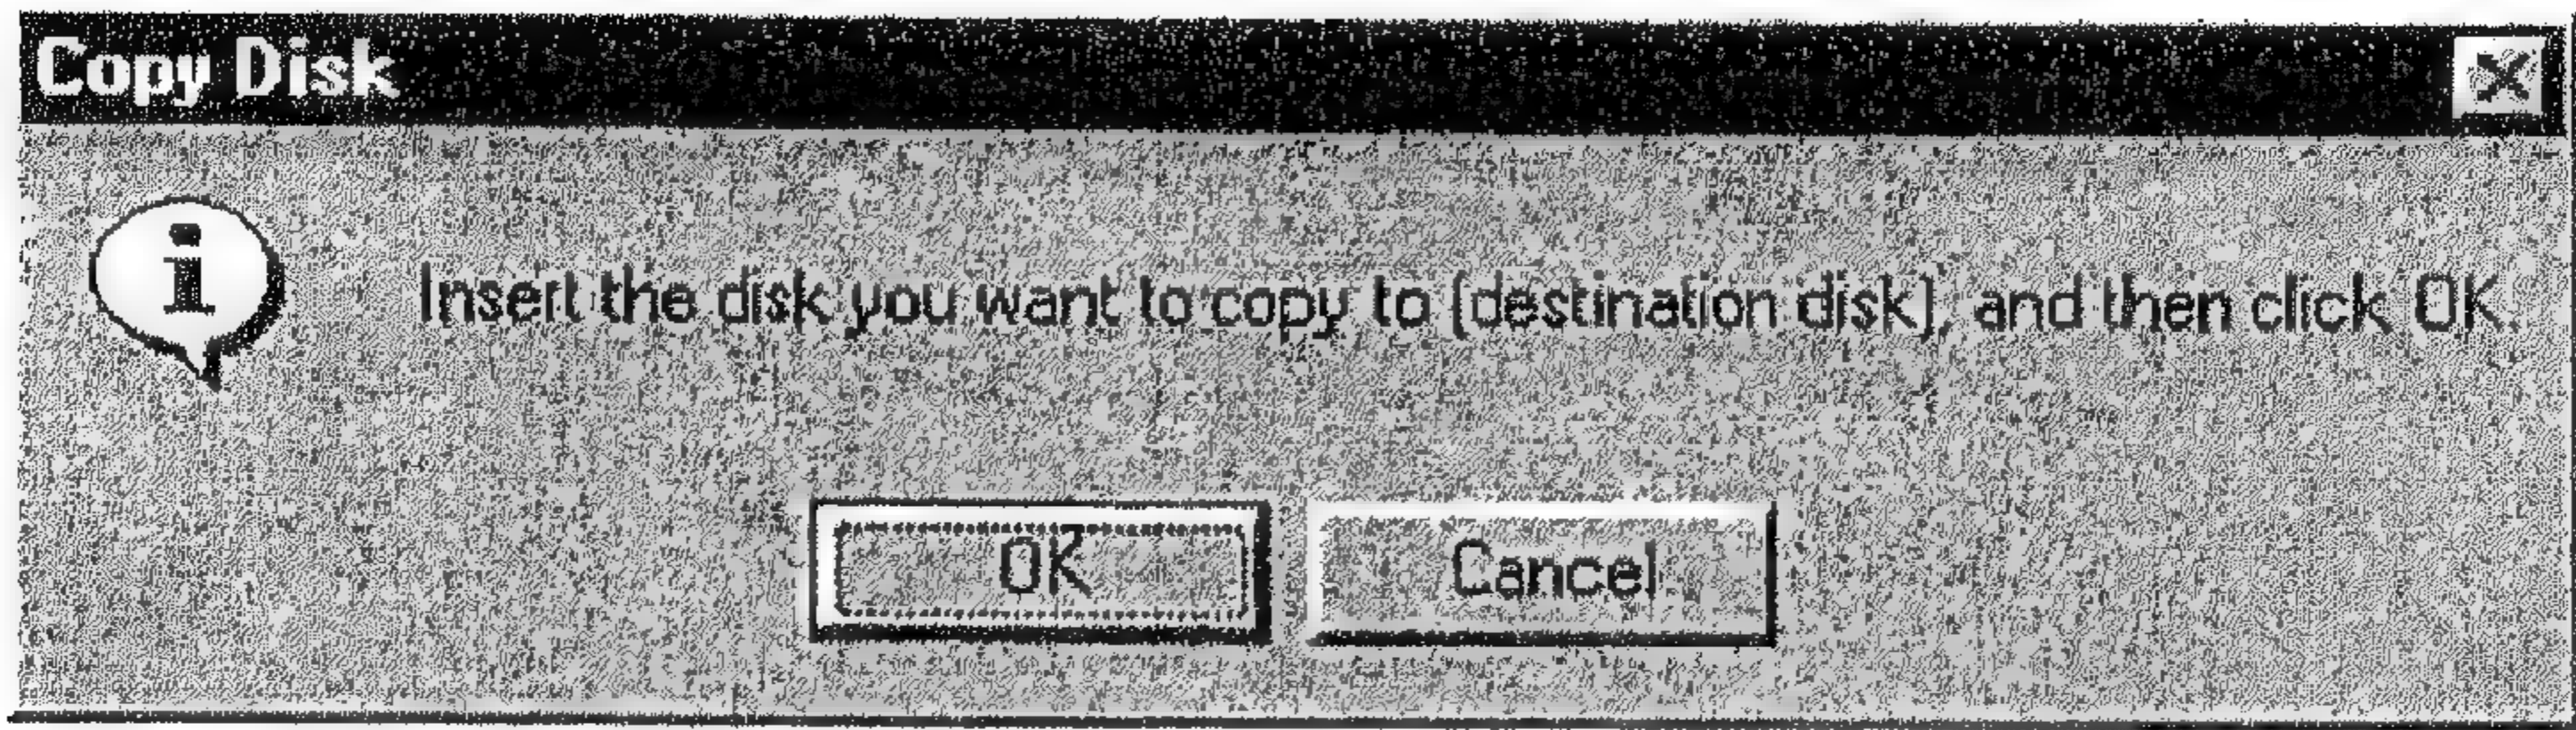 Copy Disk
Insert the disk you want to copy to (destination disk), and then click OK.
OK
Cancel